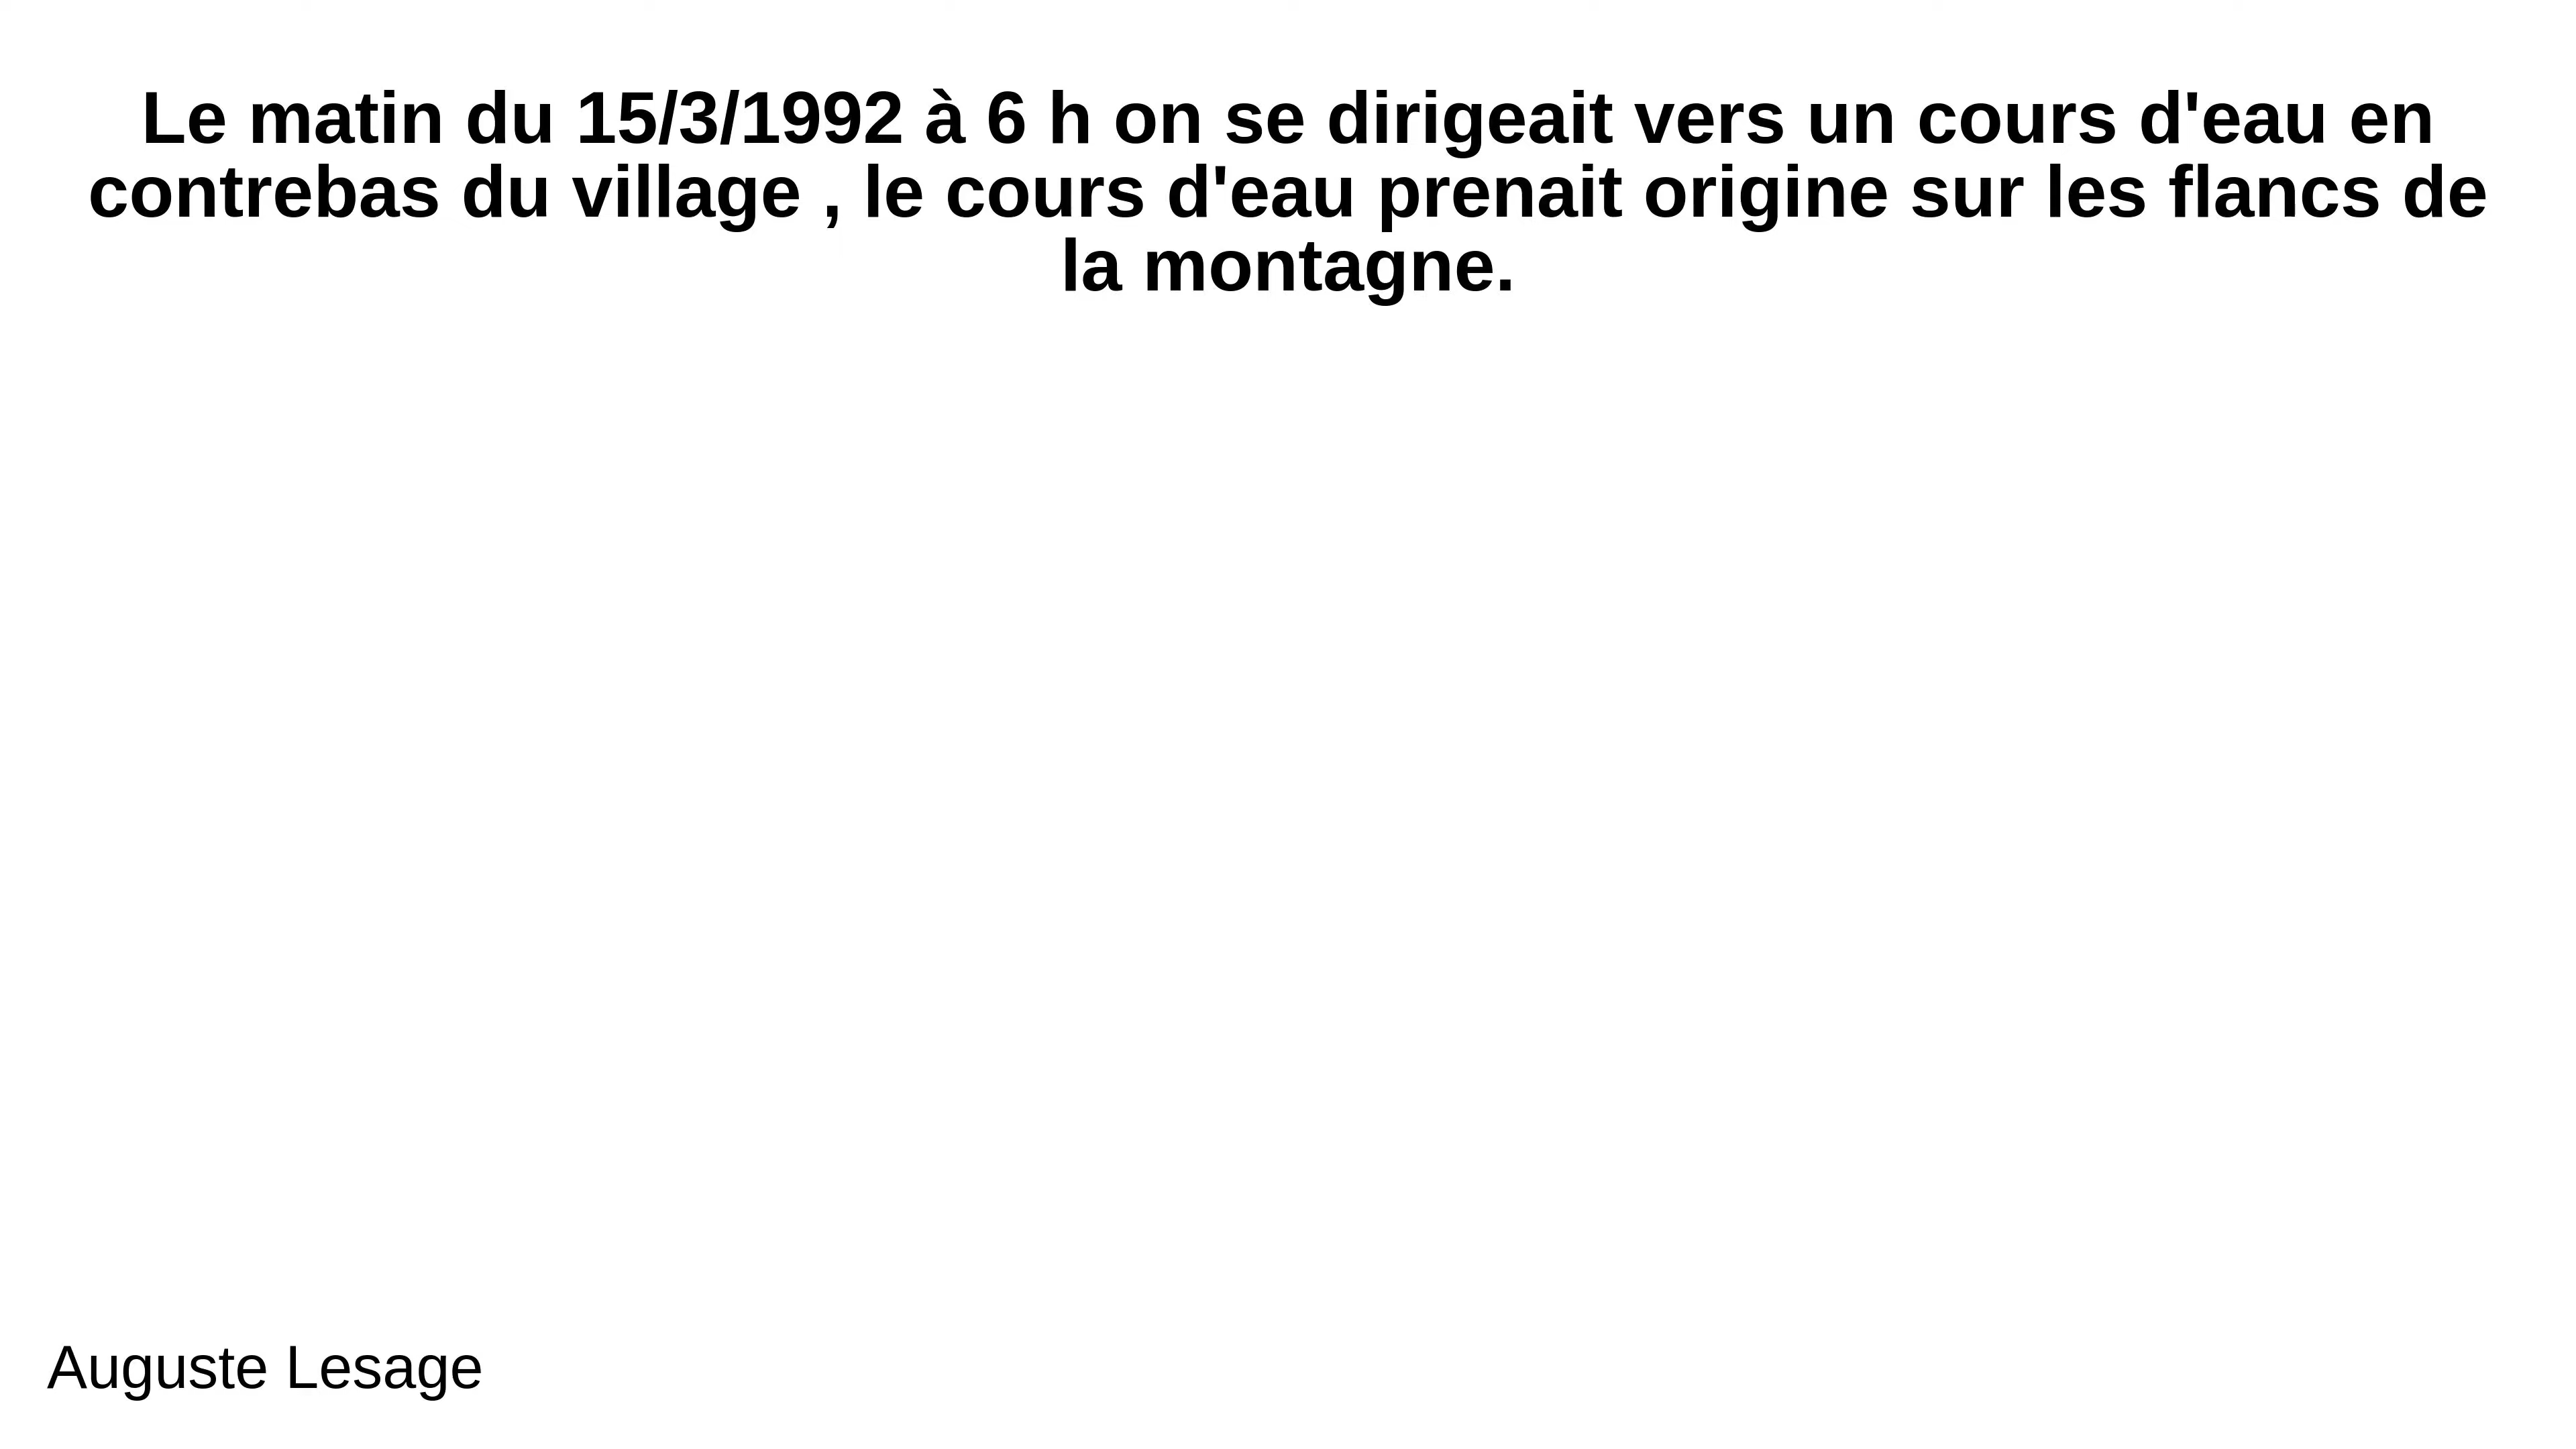 Le matin du 15/3/1992 à 6 h on se dirigeait vers un cours d'eau en
contrebas du village , le cours d'eau prenait origine sur les flancs de
la montagne.
Auguste Lesage